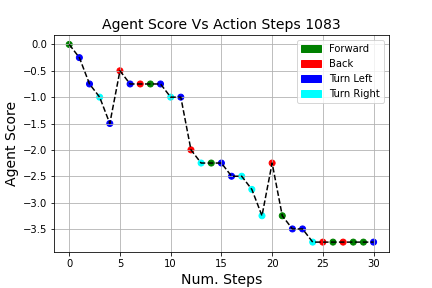 Agent Score Vs Action Steps 1083
Forward
Back
Turn Left
Turn Right
Agent Score
0.0
−0.5
−1.0
−1.5
−2.0
−2.5
−3.0
−3.5
0 5 10 15 20 25 30
Num. Steps